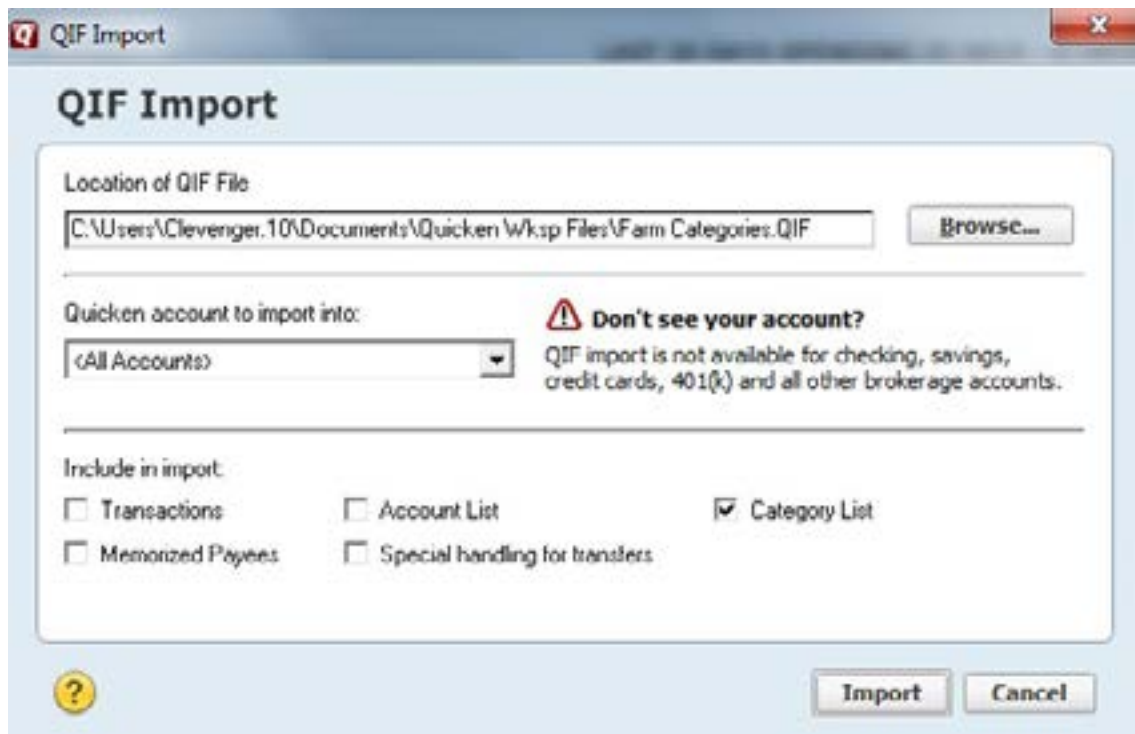 QIF Import
QIF Import
Location of QIF File
C:\Users\Clevenger.10\Documents\Quicken Wksp Files\Farm Categories.QIF
Browse...
Quicken account to import into:
<All Accounts>
Don't see your account?
QIF import is not available for checking, savings,
credit cards, 401(k) and all other brokerage accounts.
Include in import:
Transactions Account List Category List
Memorized Payees Special handling for transfers
? Import Cancel